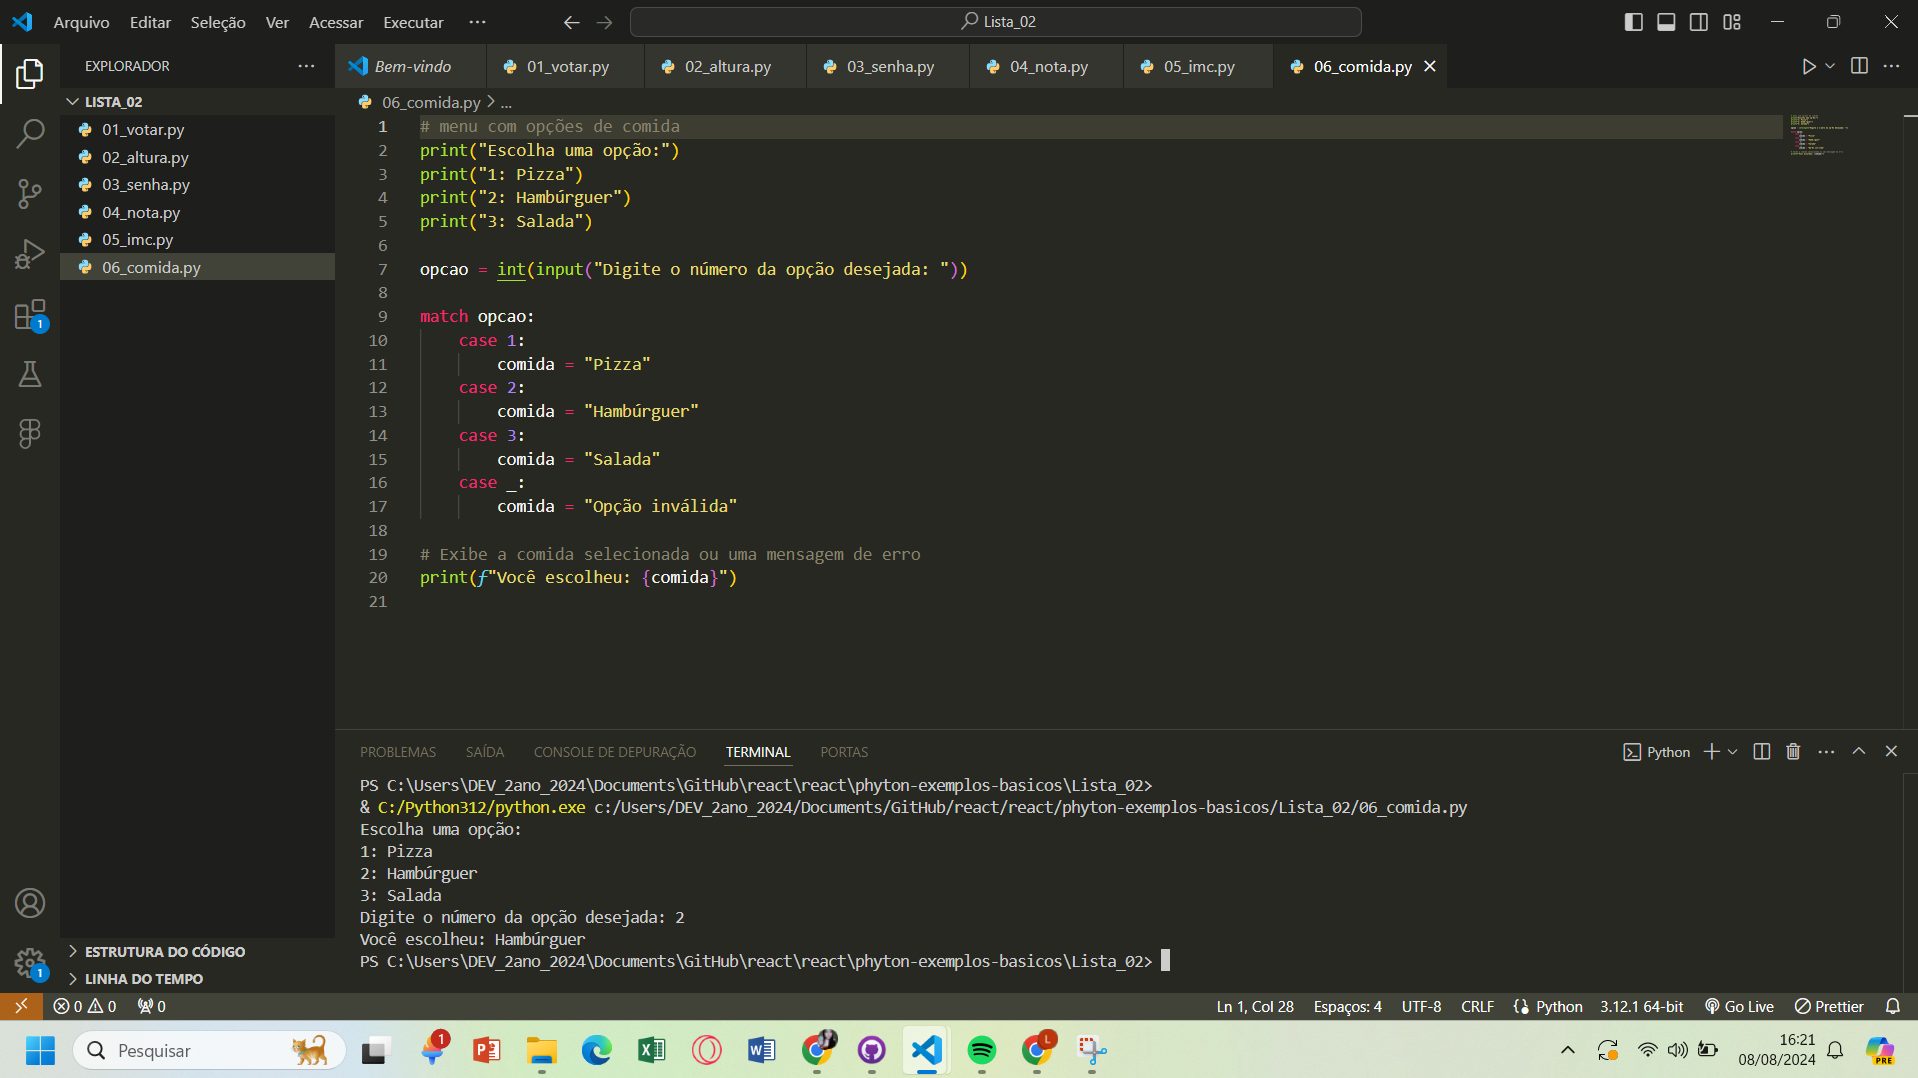 Arquivo Editar Seleção Ver Acessar Executar ··· Lista_02
EXPLORADOR ···
Bem-vindo 01_votar.py 02_altura.py 03_senha.py 04_nota.py 05_imc.py 06_comida.py
LISTA_02
01_votar.py
02_altura.py
03_senha.py
04_nota.py
05_imc.py
06_comida.py
1
ESTRUTURA DO CÓDIGO
LINHA DO TEMPO
1
06_comida.py > ...
1 # menu com opções de comida
2 print("Escolha uma opção:")
3 print("1: Pizza")
4 print("2: Hambúrguer")
5 print("3: Salada")
6
7 opcao = int(input("Digite o número da opção desejada: "))
8
9 match opcao:
10 case 1:
11 comida = "Pizza"
12 case 2:
13 comida = "Hambúrguer"
14 case 3:
15 comida = "Salada"
16 case _:
17 comida = "Opção inválida"
18
19 # Exibe a comida selecionada ou uma mensagem de erro
20 print(f"Você escolheu: {comida}")
21
PROBLEMAS SAÍDA CONSOLE DE DEPURAÇÃO TERMINAL PORTAS Python
PS C:\Users\DEV_2ano_2024\Documents\GitHub\react\react\phyton-exemplos-basicos\Lista_02>
& C:/Python312/python.exe c:/Users/DEV_2ano_2024/Documents/GitHub/react/react/phyton-exemplos-basicos/Lista_02/06_comida.py
Escolha uma opção:
1: Pizza
2: Hambúrguer
3: Salada
Digite o número da opção desejada: 2
Você escolheu: Hambúrguer
PS C:\Users\DEV_2ano_2024\Documents\GitHub\react\react\phyton-exemplos-basicos\Lista_02>
0 0 0 Ln 1, Col 28 Espaços: 4 UTF-8 CRLF Python 3.12.1 64-bit Go Live Prettier
Pesquisar 1 L 16:21
08/08/2024 PRE